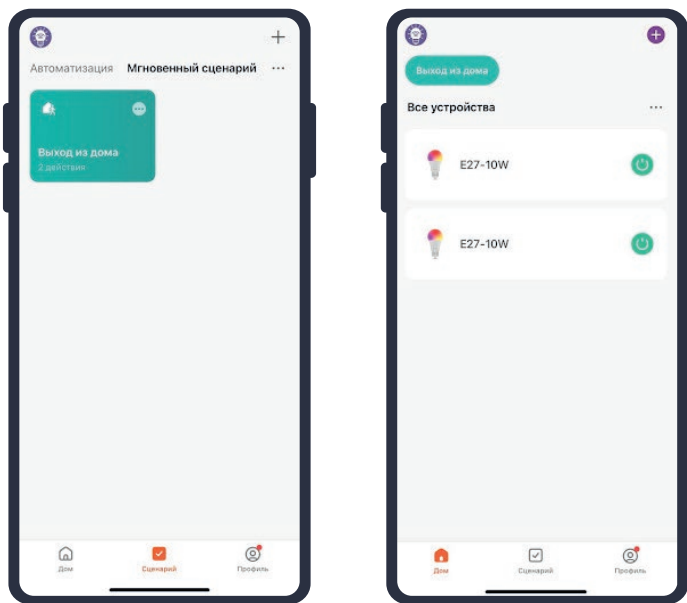 Автоматизация Мгновенный сценарий
Выход из дома
2 действия
Дом Сценарий Профиль
Выход из дома
Все устройства
E27-10W
E27-10W
Дом Сценарий Профиль